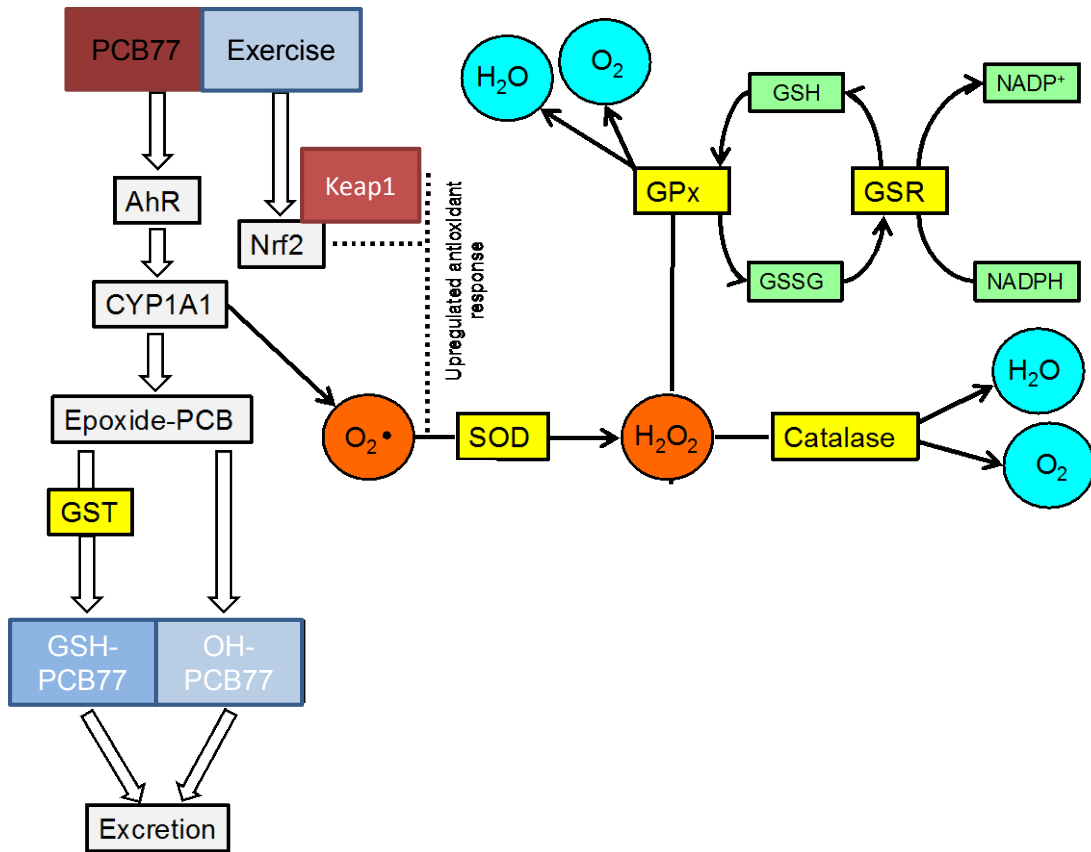 PCB77
Exercise
H₂O
O₂
GSH
NADP⁺
Keap1
GPx
GSR
AhR
Nrf2
Upregulated antioxidant
response
GSSG
NADPH
CYP1A1
H₂O
Epoxide-PCB
O₂•
SOD
H₂O₂
Catalase
O₂
GST
GSH-
PCB77
OH-
PCB77
Excretion